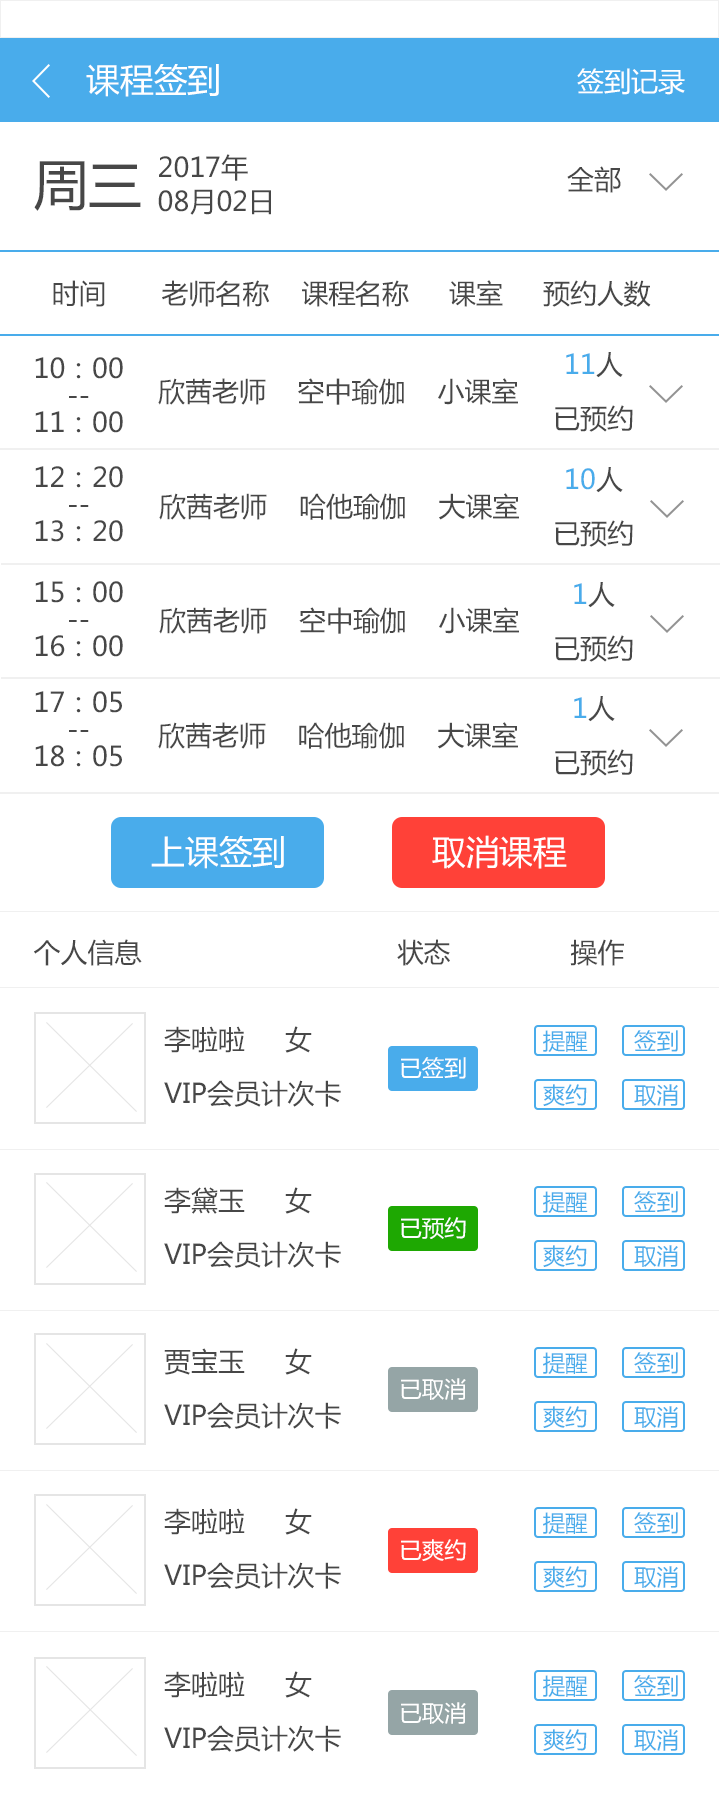 课程签到 签到记录
周三 2017年 08月02日 全部
时间 老师名称 课程名称 课室 预约人数
10：00 -- 11：00 欣茜老师 空中瑜伽 小课室 11人 已预约
12：20 -- 13：20 欣茜老师 哈他瑜伽 大课室 10人 已预约
15：00 -- 16：00 欣茜老师 空中瑜伽 小课室 1人 已预约
17：05 -- 18：05 欣茜老师 哈他瑜伽 大课室 1人 已预约
上课签到 取消课程
个人信息 状态 操作
李啦啦 女 提醒 签到
已签到
VIP会员计次卡 爽约 取消
李黛玉 女 提醒 签到
已预约
VIP会员计次卡 爽约 取消
贾宝玉 女 提醒 签到
已取消
VIP会员计次卡 爽约 取消
李啦啦 女 提醒 签到
已爽约
VIP会员计次卡 爽约 取消
李啦啦 女 提醒 签到
已取消
VIP会员计次卡 爽约 取消